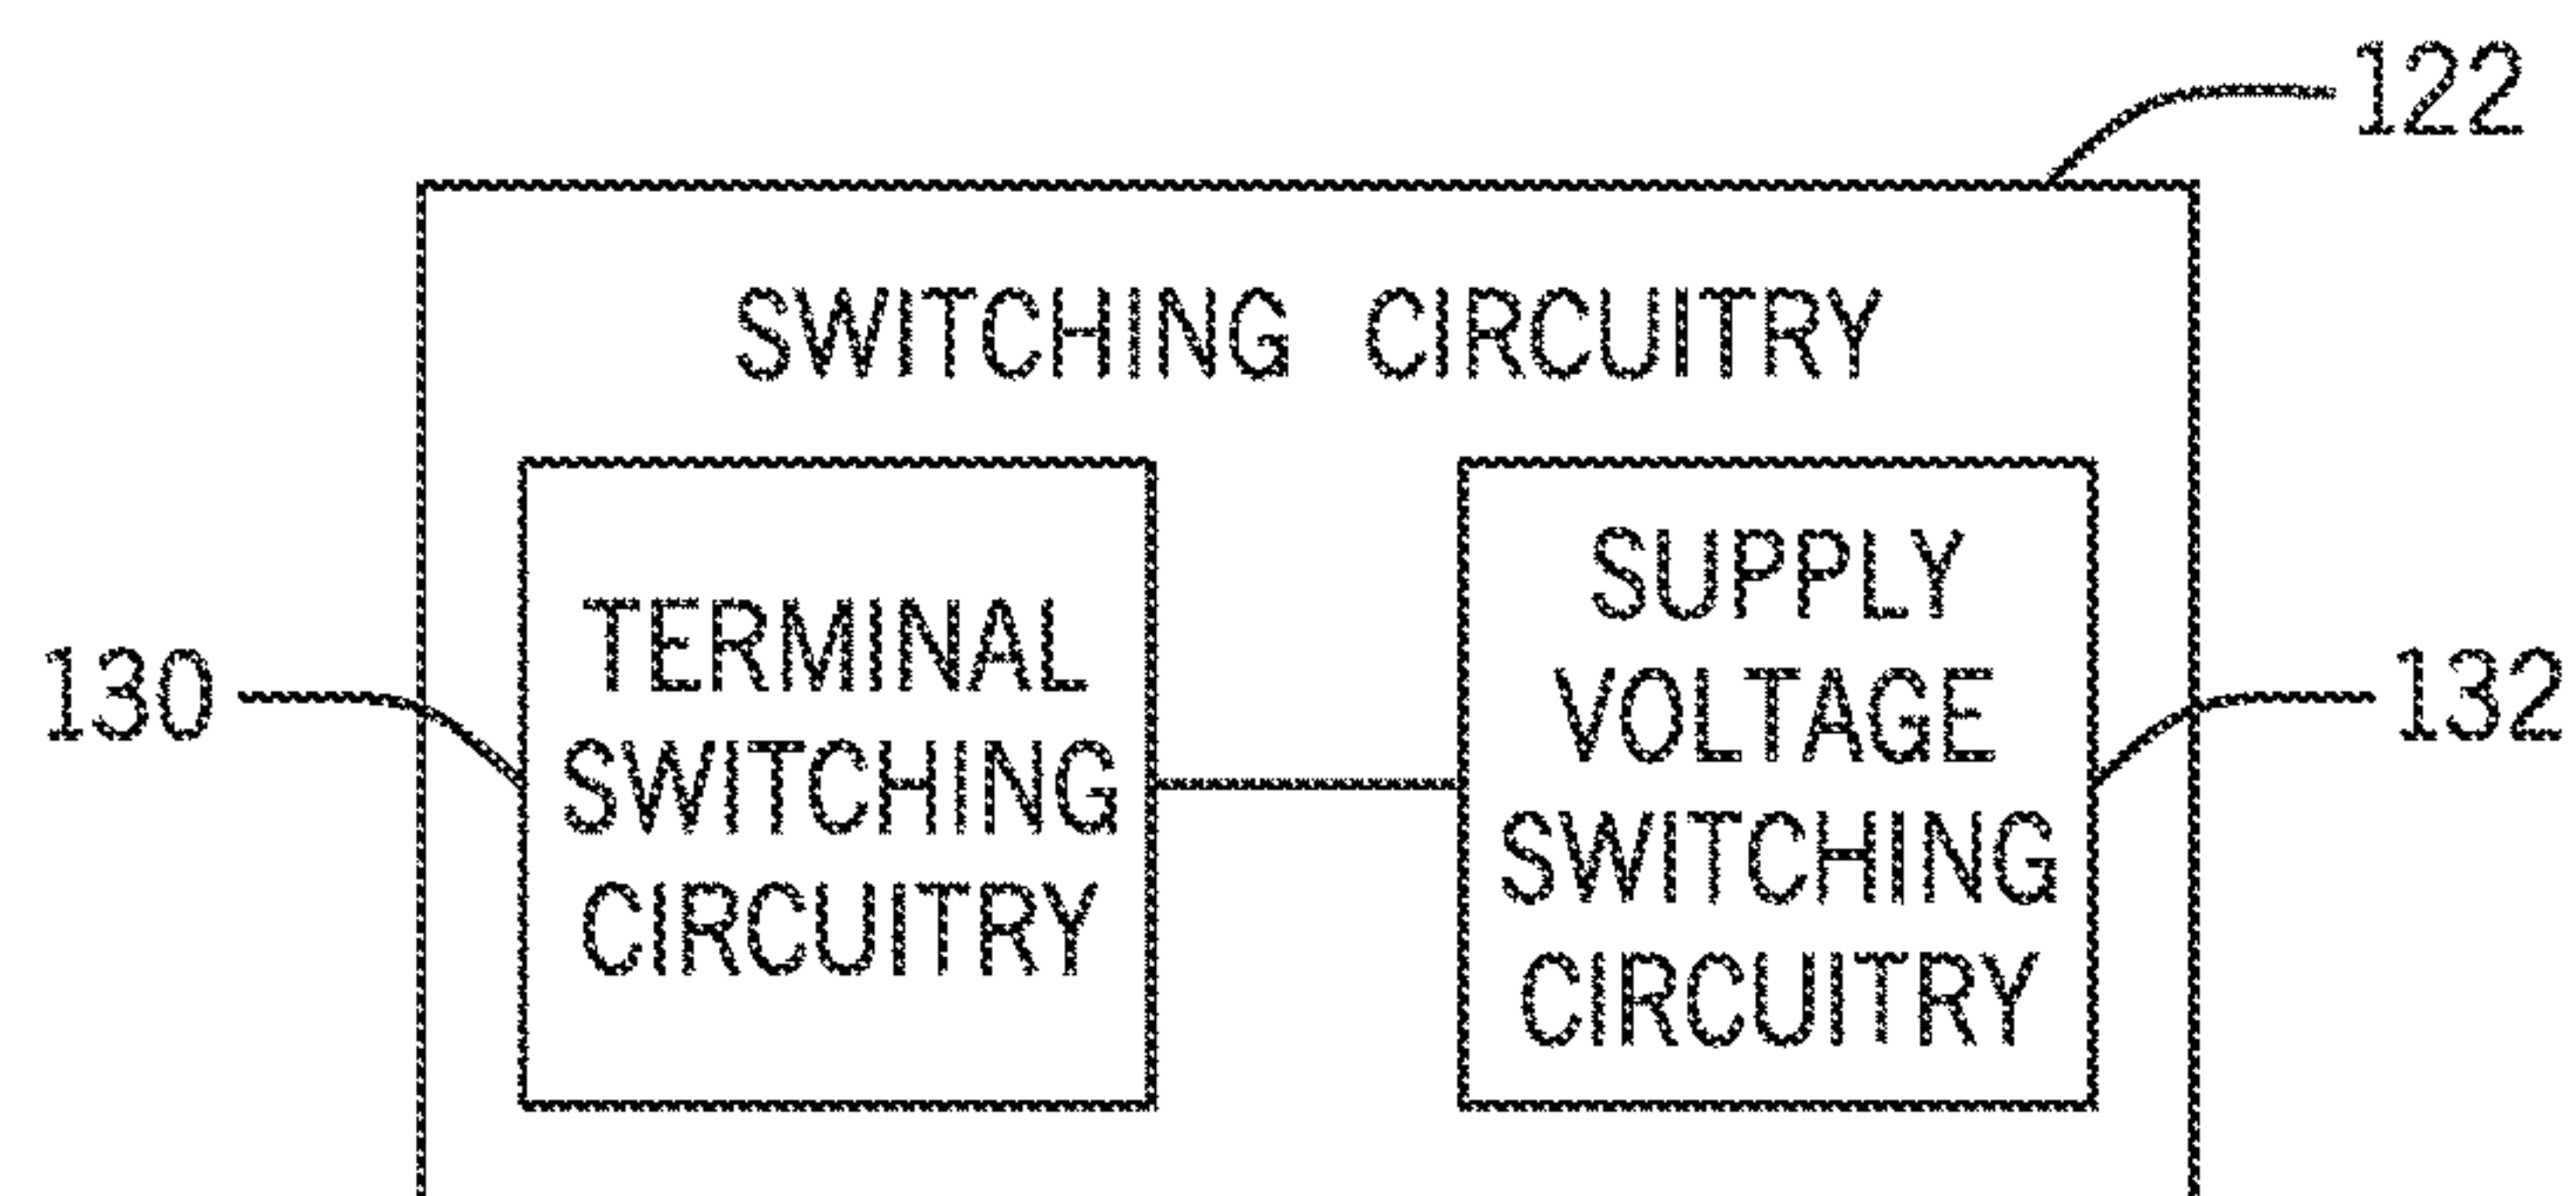 122
SWITCHING CIRCUITRY
130
TERMINAL
SWITCHING
CIRCUITRY
SUPPLY
VOLTAGE
SWITCHING
CIRCUITRY
132